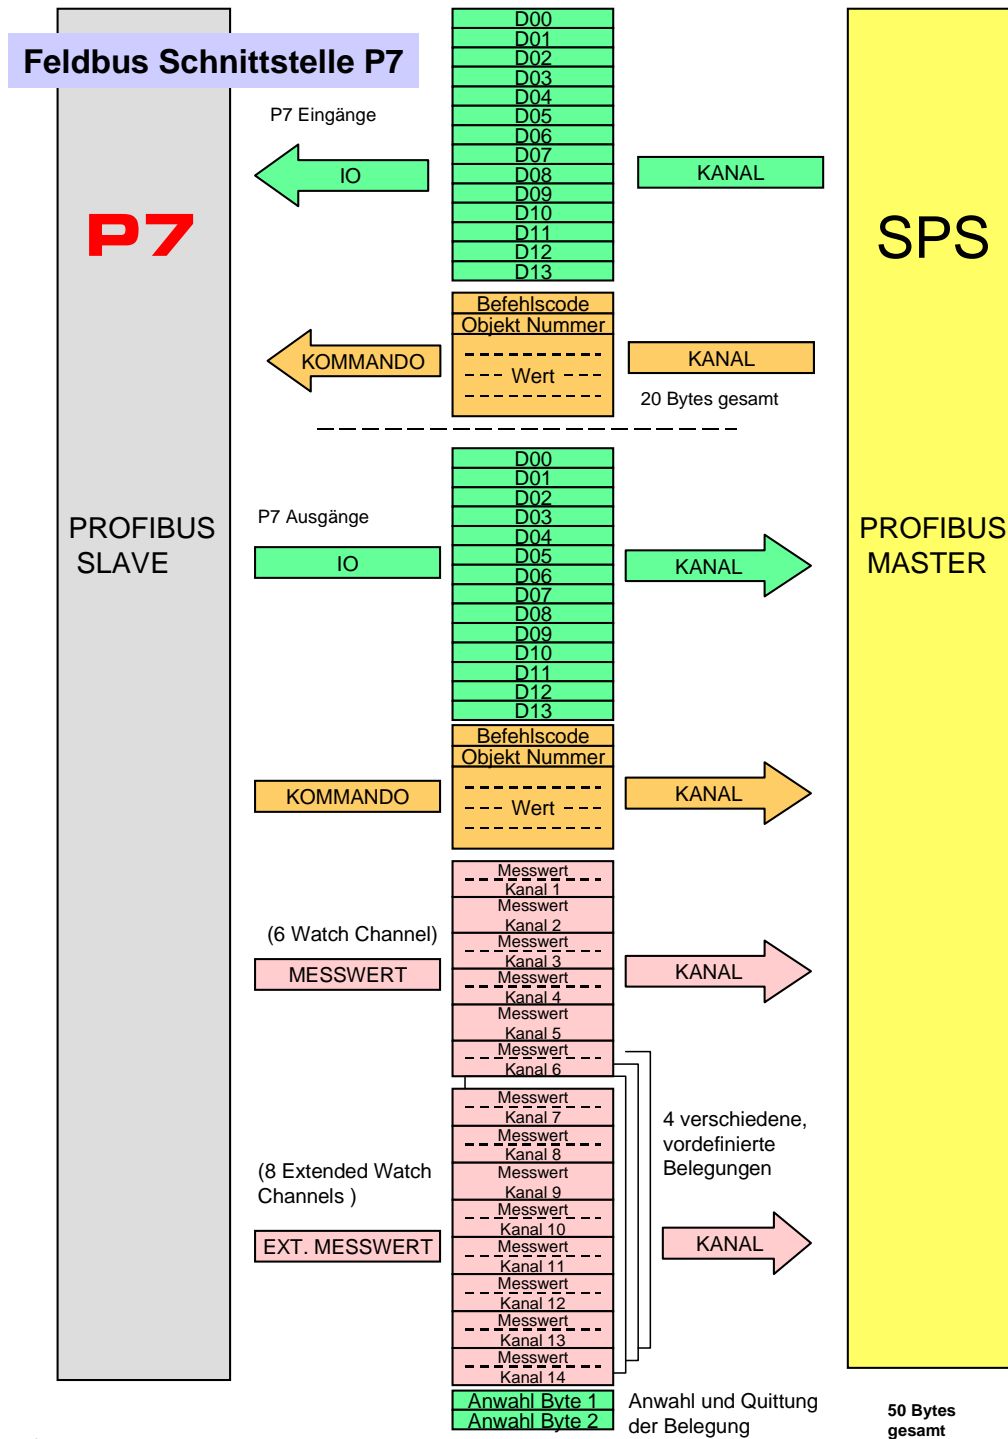 Feldbus Schnittstelle P7
D00
D01
D02
D03
D04
D05
D06
D07
D08
D09
D10
D11
D12
D13
P7 Eingänge
IO
KANAL
P7
SPS
Befehlscode
Objekt Nummer
Wert
KOMMANDO
KANAL
20 Bytes gesamt
D00
D01
D02
D03
D04
D05
D06
D07
D08
D09
D10
D11
D12
D13
P7 Ausgänge
IO
KANAL
PROFIBUS
SLAVE
PROFIBUS
MASTER
Befehlscode
Objekt Nummer
Wert
KOMMANDO
KANAL
Messwert
Kanal 1
Messwert
Kanal 2
Messwert
Kanal 3
Messwert
Kanal 4
Messwert
Kanal 5
Messwert
Kanal 6
(6 Watch Channel)
MESSWERT
KANAL
Messwert
Kanal 7
Messwert
Kanal 8
Messwert
Kanal 9
Messwert
Kanal 10
Messwert
Kanal 11
Messwert
Kanal 12
Messwert
Kanal 13
Messwert
Kanal 14
4 verschiedene,
vordefinierte
Belegungen
(8 Extended Watch
Channels )
EXT. MESSWERT
KANAL
Anwahl Byte 1
Anwahl Byte 2
Anwahl und Quittung
der Belegung
50 Bytes
gesamt